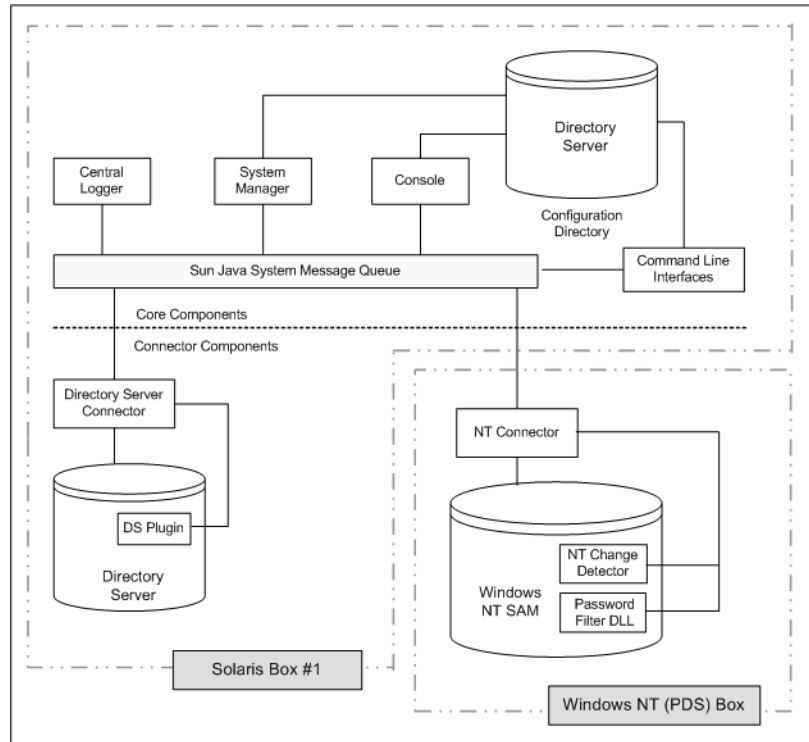 Directory
Server
Central
Logger
System
Manager
Console
Configuration
Directory
Sun Java System Message Queue
Command Line
Interfaces
Core Components
Connector Components
Directory Server
Connector
NT Connector
DS Plugin
Directory
Server
NT Change
Detector
Windows
NT SAM
Password
Filter DLL
Solaris Box #1
Windows NT (PDS) Box